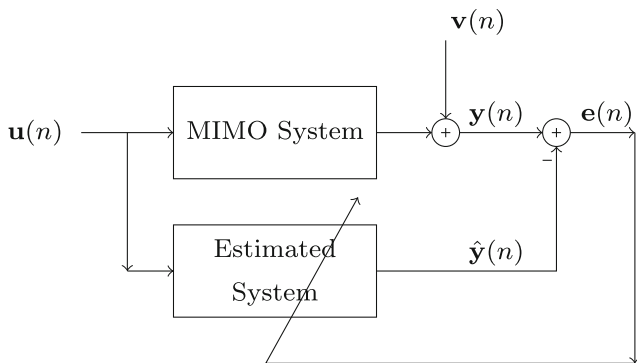 v(n)
u(n)
MIMO System
+
y(n)
+
e(n)
−
Estimated
System
ŷ(n)